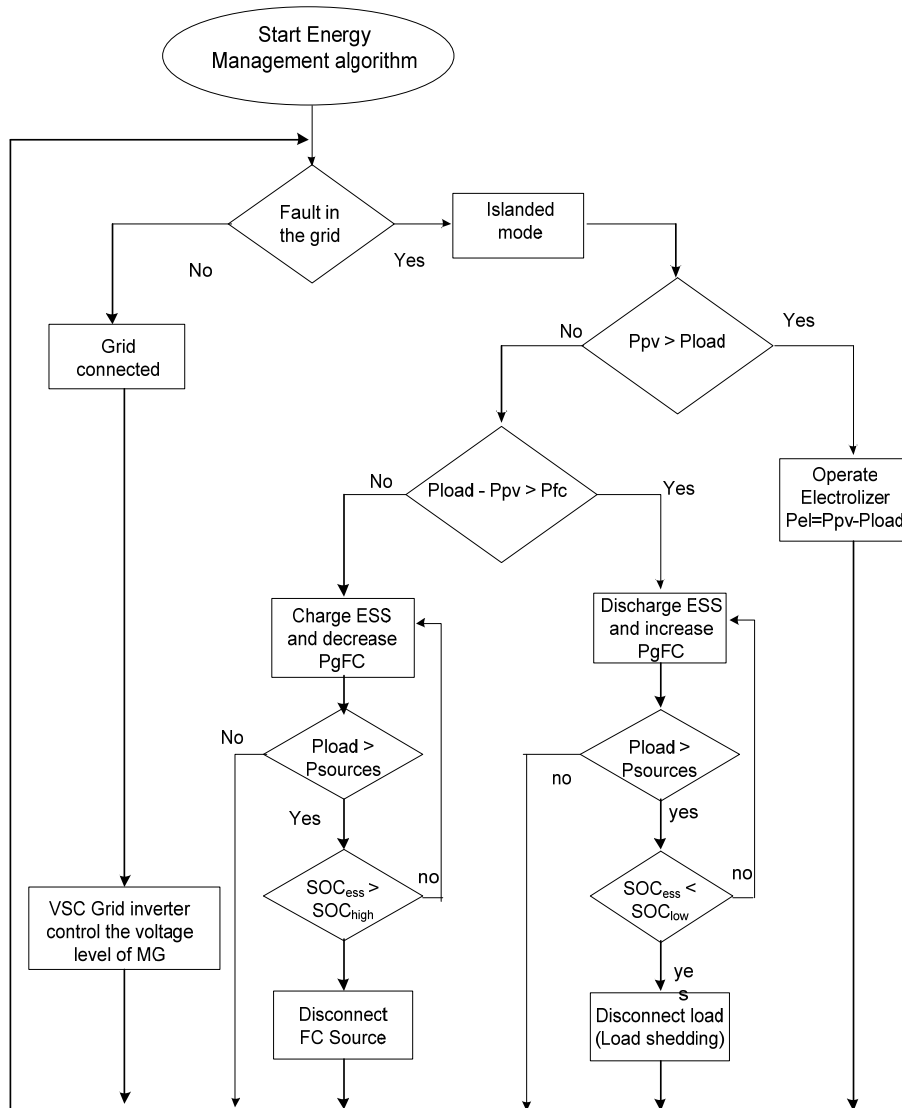 Start Energy
Management algorithm
Fault in
the grid
Islanded
mode
No
Yes
Grid
connected
Ppv > Pload
No
Yes
Pload - Ppv > Pfc
No
Yes
Operate
Electrolizer
Pel=Ppv-Pload
Charge ESS
and decrease
PgFC
Discharge ESS
and increase
PgFC
No
Pload >
Psources
Yes
Pload >
Psources
no
yes
SOCess >
SOChigh
no
SOCess <
SOClow
no
ye
s
VSC Grid inverter
control the voltage
level of MG
Disconnect
FC Source
Disconnect load
(Load shedding)